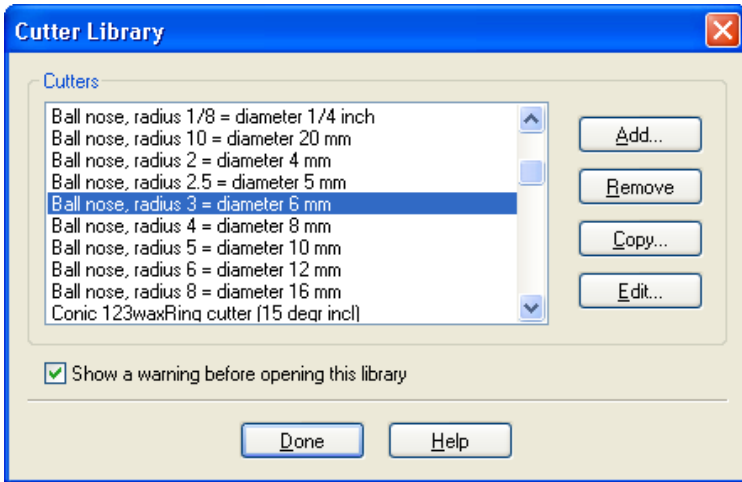 Cutter Library
Cutters
Ball nose, radius 1/8 = diameter 1/4 inch
Ball nose, radius 10 = diameter 20 mm
Ball nose, radius 2 = diameter 4 mm
Ball nose, radius 2.5 = diameter 5 mm
Ball nose, radius 3 = diameter 6 mm
Ball nose, radius 4 = diameter 8 mm
Ball nose, radius 5 = diameter 10 mm
Ball nose, radius 6 = diameter 12 mm
Ball nose, radius 8 = diameter 16 mm
Conic 123waxRing cutter (15 degr incl)
Add...
Remove
Copy...
Edit...
Show a warning before opening this library
Done
Help